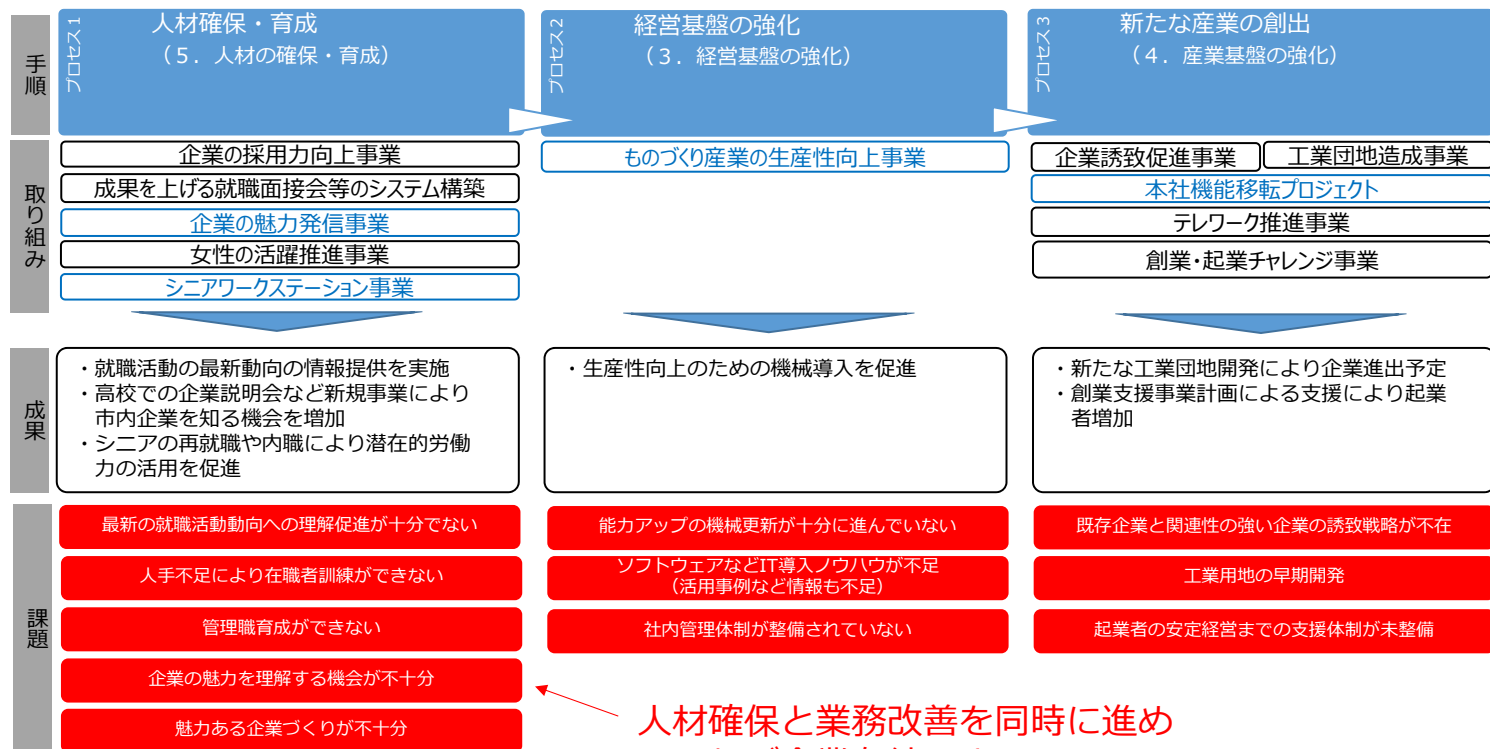 手順
プロセス1
人材確保・育成
（５．人材の確保・育成）
プロセス2
経営基盤の強化
（３．経営基盤の強化）
プロセス3
新たな産業の創出
（４．産業基盤の強化）
取り組み
企業の採用力向上事業
成果を上げる就職面接会等のシステム構築
企業の魅力発信事業
女性の活躍推進事業
シニアワークステーション事業
ものづくり産業の生産性向上事業
企業誘致促進事業
工業団地造成事業
本社機能移転プロジェクト
テレワーク推進事業
創業・起業チャレンジ事業
成果
・就職活動の最新動向の情報提供を実施
・高校での企業説明会など新規事業により
市内企業を知る機会を増加
・シニアの再就職や内職により潜在的労働
力の活用を促進
・生産性向上のための機械導入を促進
・新たな工業団地開発により企業進出予定
・創業支援事業計画による支援により起業
者増加
課題
最新の就職活動動向への理解促進が十分でない
人手不足により在職者訓練ができない
管理職育成ができない
企業の魅力を理解する機会が不十分
魅力ある企業づくりが不十分
能力アップの機械更新が十分に進んでいない
ソフトウェアなどIT導入ノウハウが不足
（活用事例など情報も不足）
社内管理体制が整備されていない
既存企業と関連性の強い企業の誘致戦略が不在
工業用地の早期開発
起業者の安定経営までの支援体制が未整備
人材確保と業務改善を同時に進め